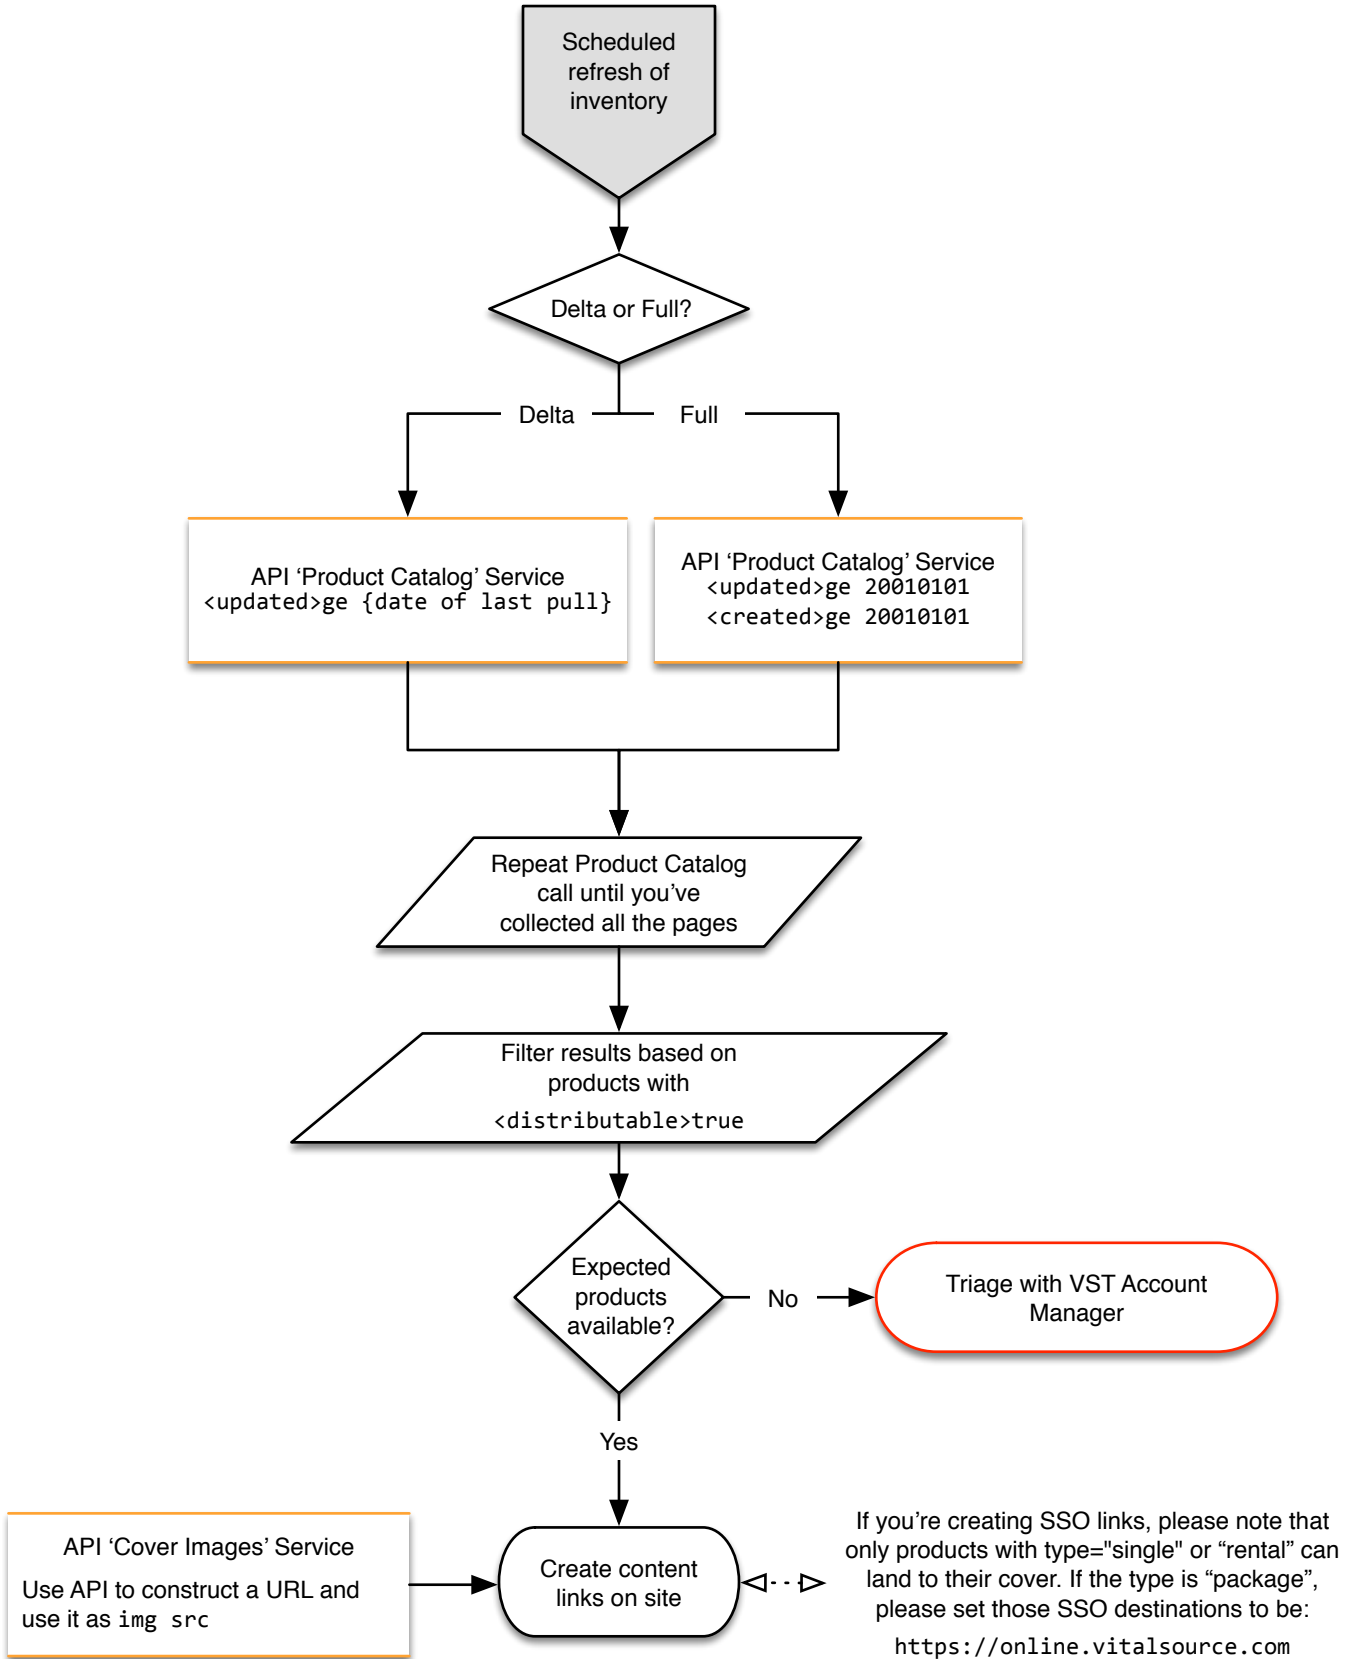 Scheduled
refresh of
inventory
Delta or Full?
Delta
Full
API ‘Product Catalog’ Service
<updated>ge {date of last pull}
API ‘Product Catalog’ Service
<updated>ge 20010101
<created>ge 20010101
Repeat Product Catalog
call until you’ve
collected all the pages
Filter results based on
products with
<distributable>true
Expected
products
available?
No
Triage with VST Account
Manager
Yes
API ‘Cover Images’ Service
Use API to construct a URL and
use it as img src
Create content
links on site
If you’re creating SSO links, please note that
only products with type="single" or “rental” can
land to their cover. If the type is “package”,
please set those SSO destinations to be:
https://online.vitalsource.com